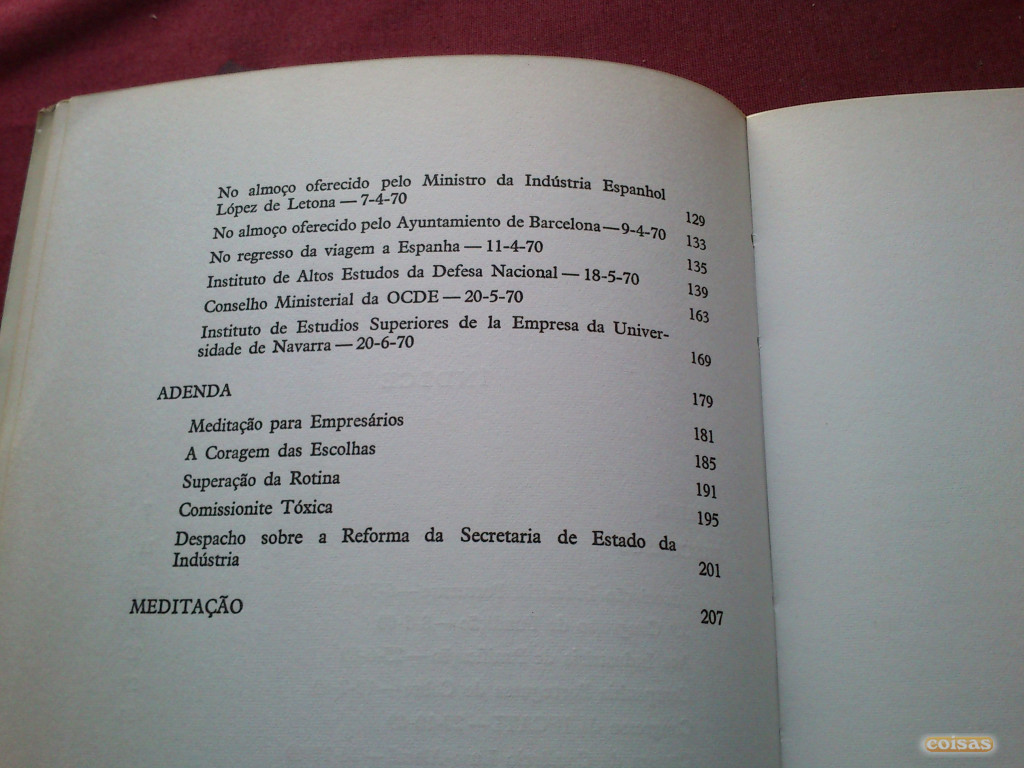 No almoço oferecido pelo Ministro da Indústria Espanhol
López de Letona — 7-4-70 129
No almoço oferecido pelo Ayuntamiento de Barcelona—9-4-70 133
No regresso da viagem a Espanha — 11-4-70 135
Instituto de Altos Estudos da Defesa Nacional — 18-5-70 139
Conselho Ministerial da OCDE — 20-5-70 163
Instituto de Estudios Superiores de la Empresa da Univer-
sidade de Navarra — 20-6-70 169
ADENDA 179
Meditação para Empresários 181
A Coragem das Escolhas 185
Superação da Rotina 191
Comissionite Tóxica 195
Despacho sobre a Reforma da Secretaria de Estado da
Indústria 201
MEDITAÇÃO 207
coisas